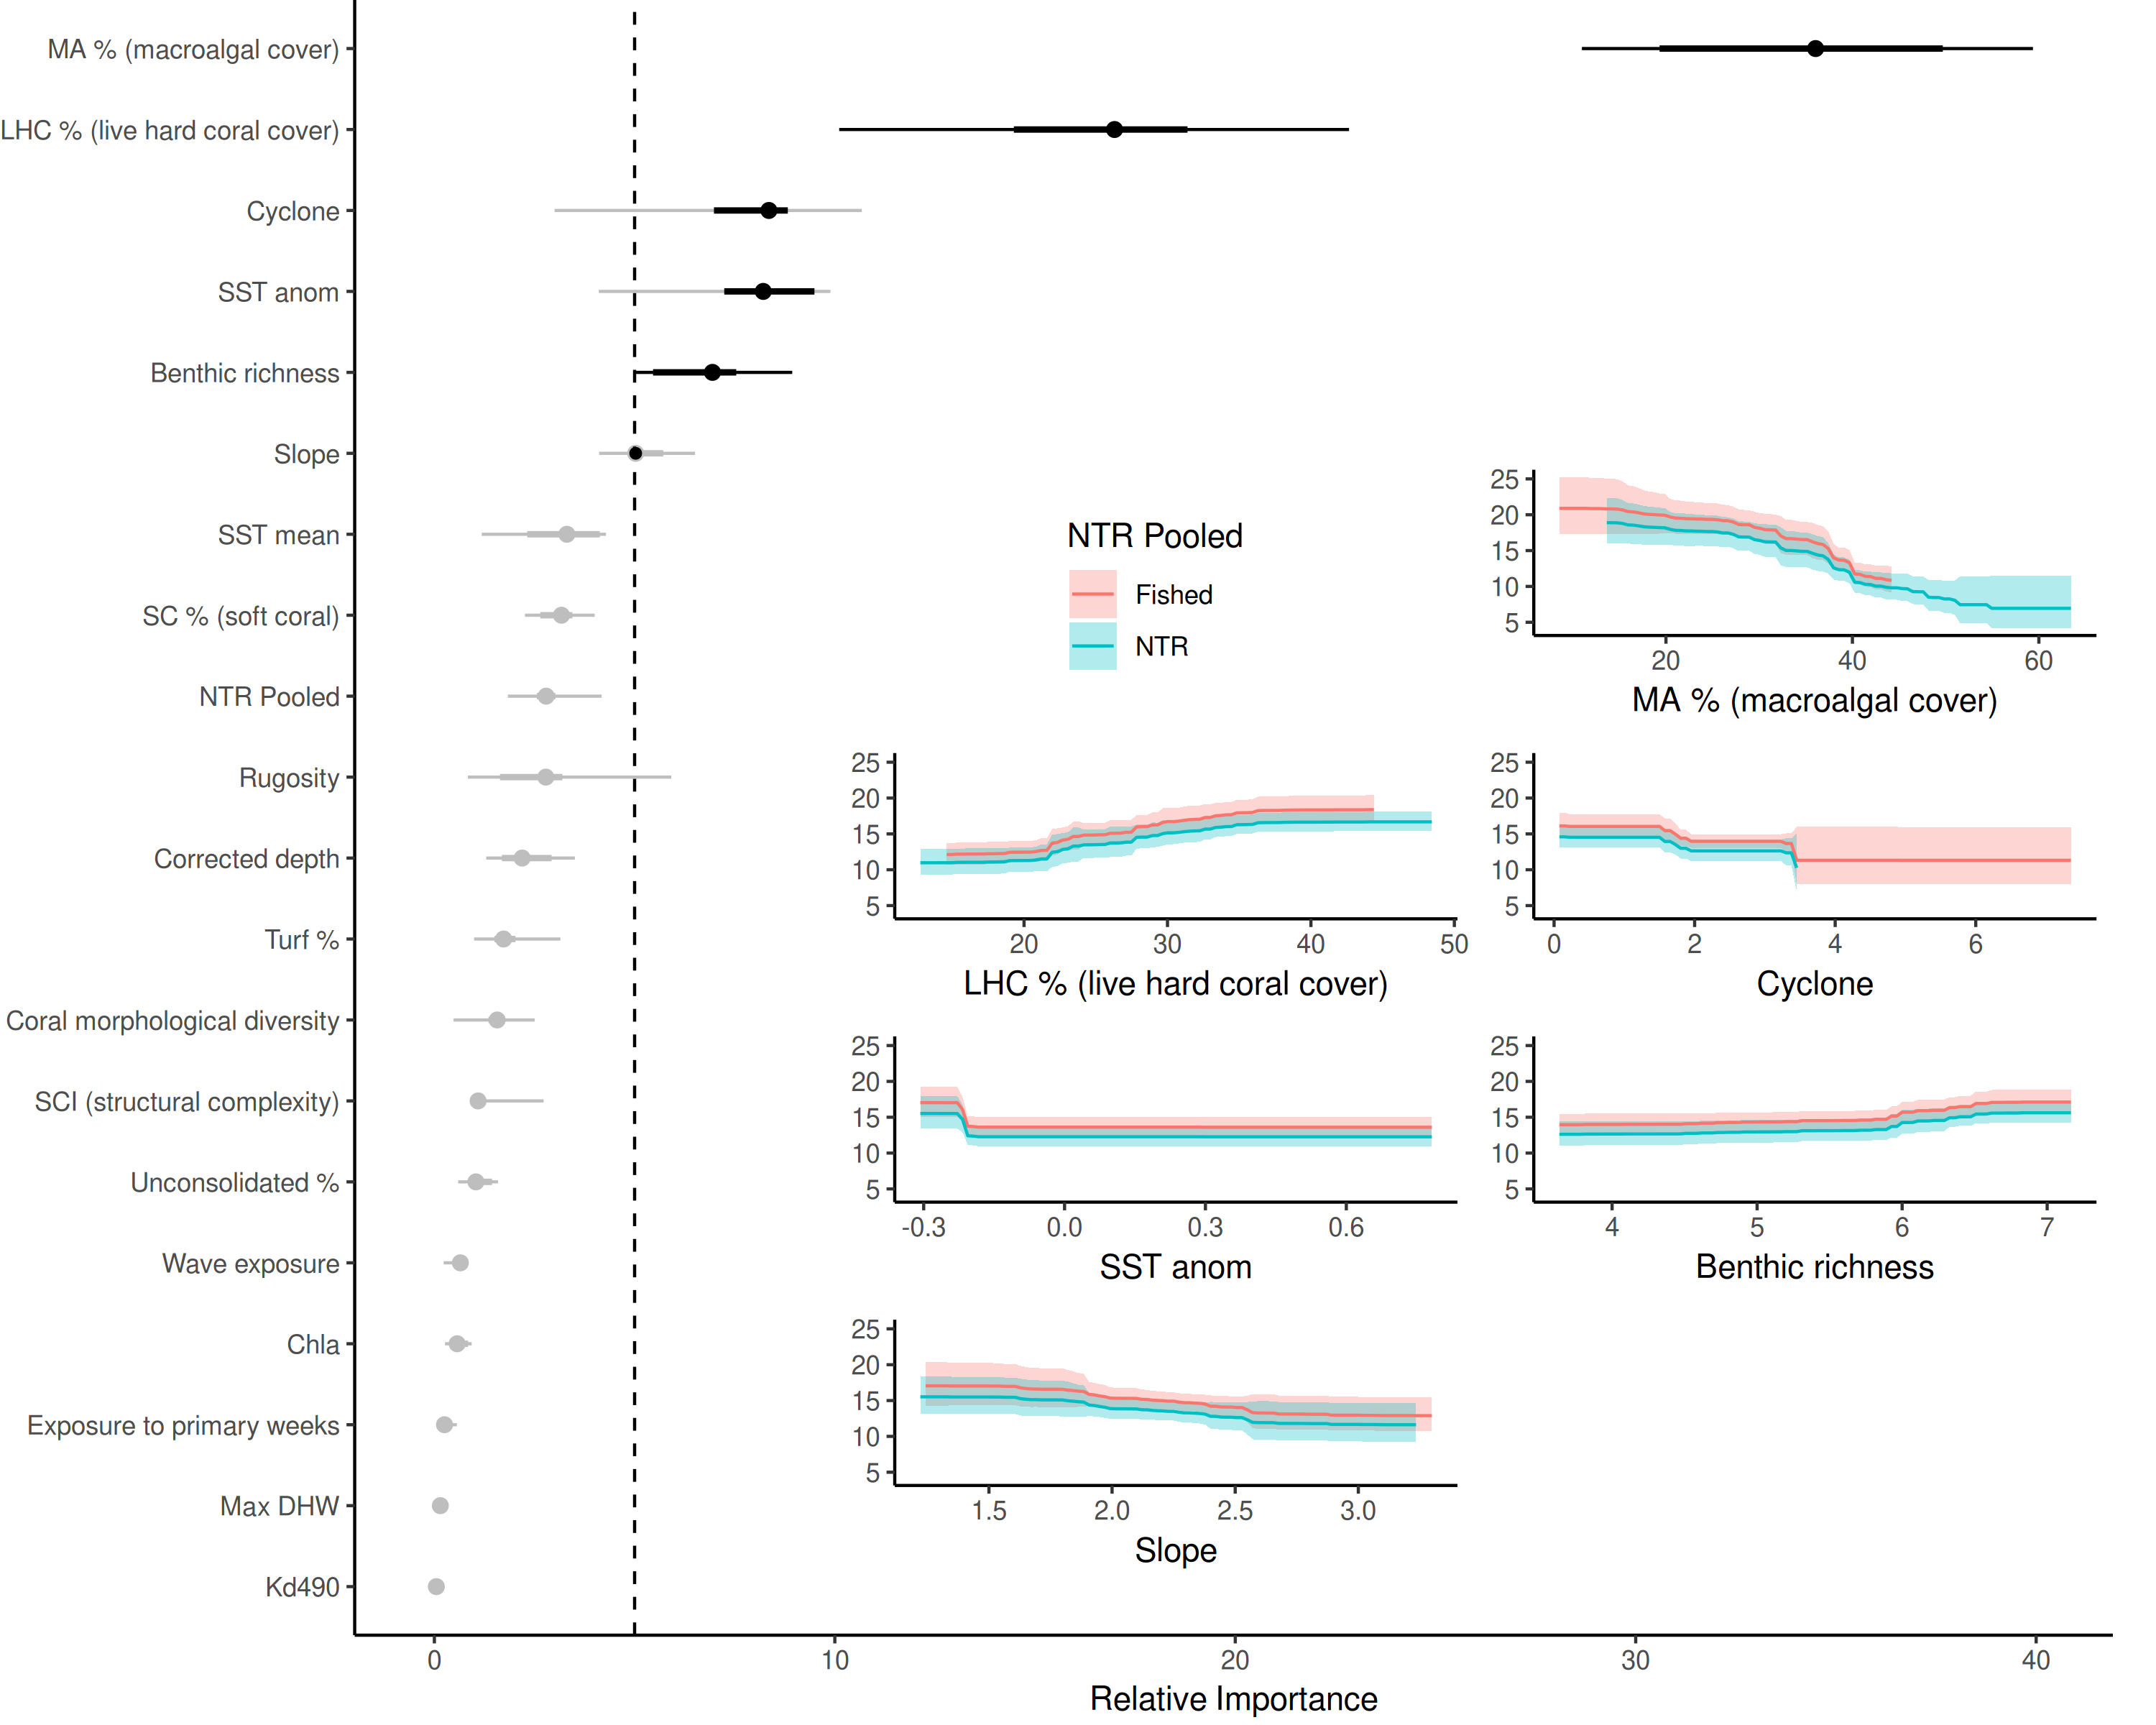 MA % (macroalgal cover)
LHC % (live hard coral cover)
Cyclone
SST anom
Benthic richness
Slope
SST mean
SC % (soft coral)
NTR Pooled
Rugosity
Corrected depth
Turf %
Coral morphological diversity
SCI (structural complexity)
Unconsolidated %
Wave exposure
Chla
Exposure to primary weeks
Max DHW
Kd490
0 10 20 30 40
Relative Importance
NTR Pooled
Fished
NTR
25
20
15
10
5
20 40 60
MA % (macroalgal cover)
25
20
15
10
5
20 30 40 50
LHC % (live hard coral cover)
25
20
15
10
5
0 2 4 6
Cyclone
25
20
15
10
5
-0.3 0.0 0.3 0.6
SST anom
25
20
15
10
5
4 5 6 7
Benthic richness
25
20
15
10
5
1.5 2.0 2.5 3.0
Slope